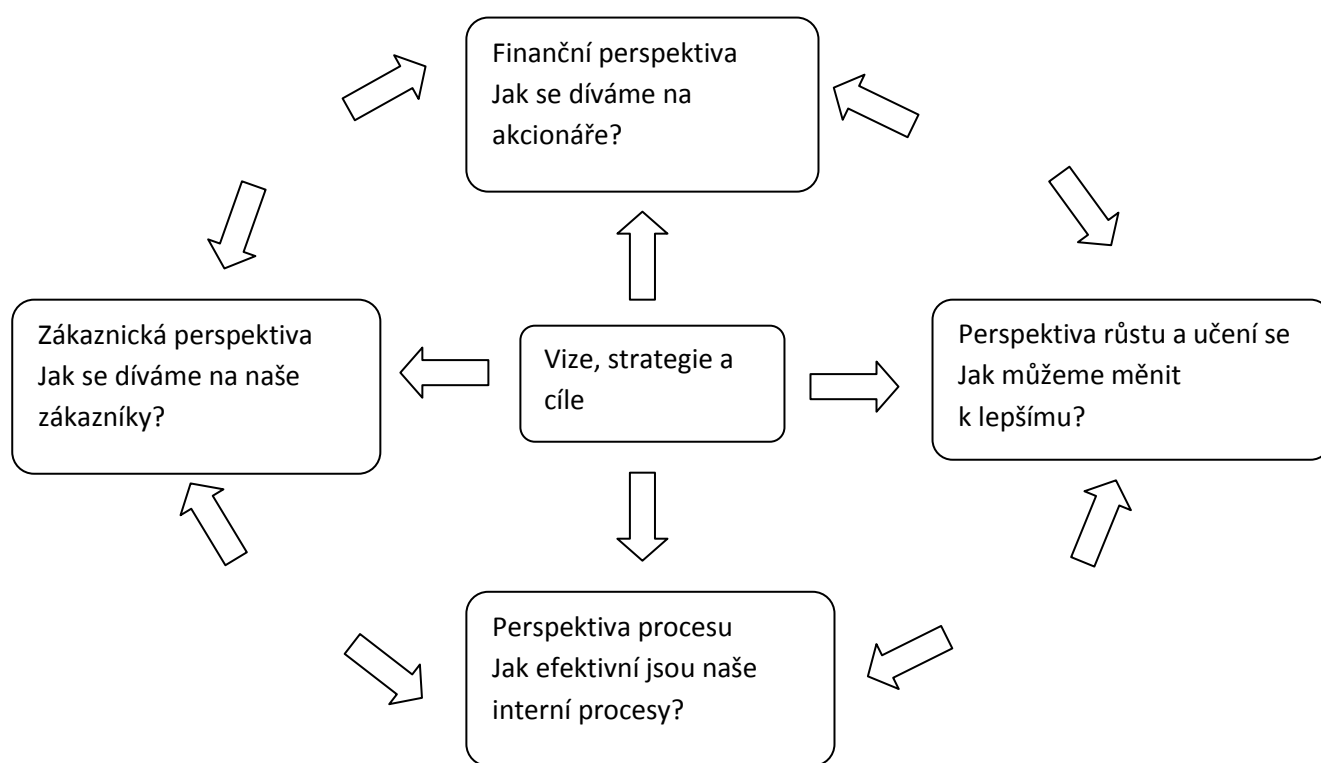 Finanční perspektiva
Jak se díváme na
akcionáře?
Zákaznická perspektiva
Jak se díváme na naše
zákazníky?
Vize, strategie a
cíle
Perspektiva růstu a učení se
Jak můžeme měnit
k lepšímu?
Perspektiva procesu
Jak efektivní jsou naše
interní procesy?